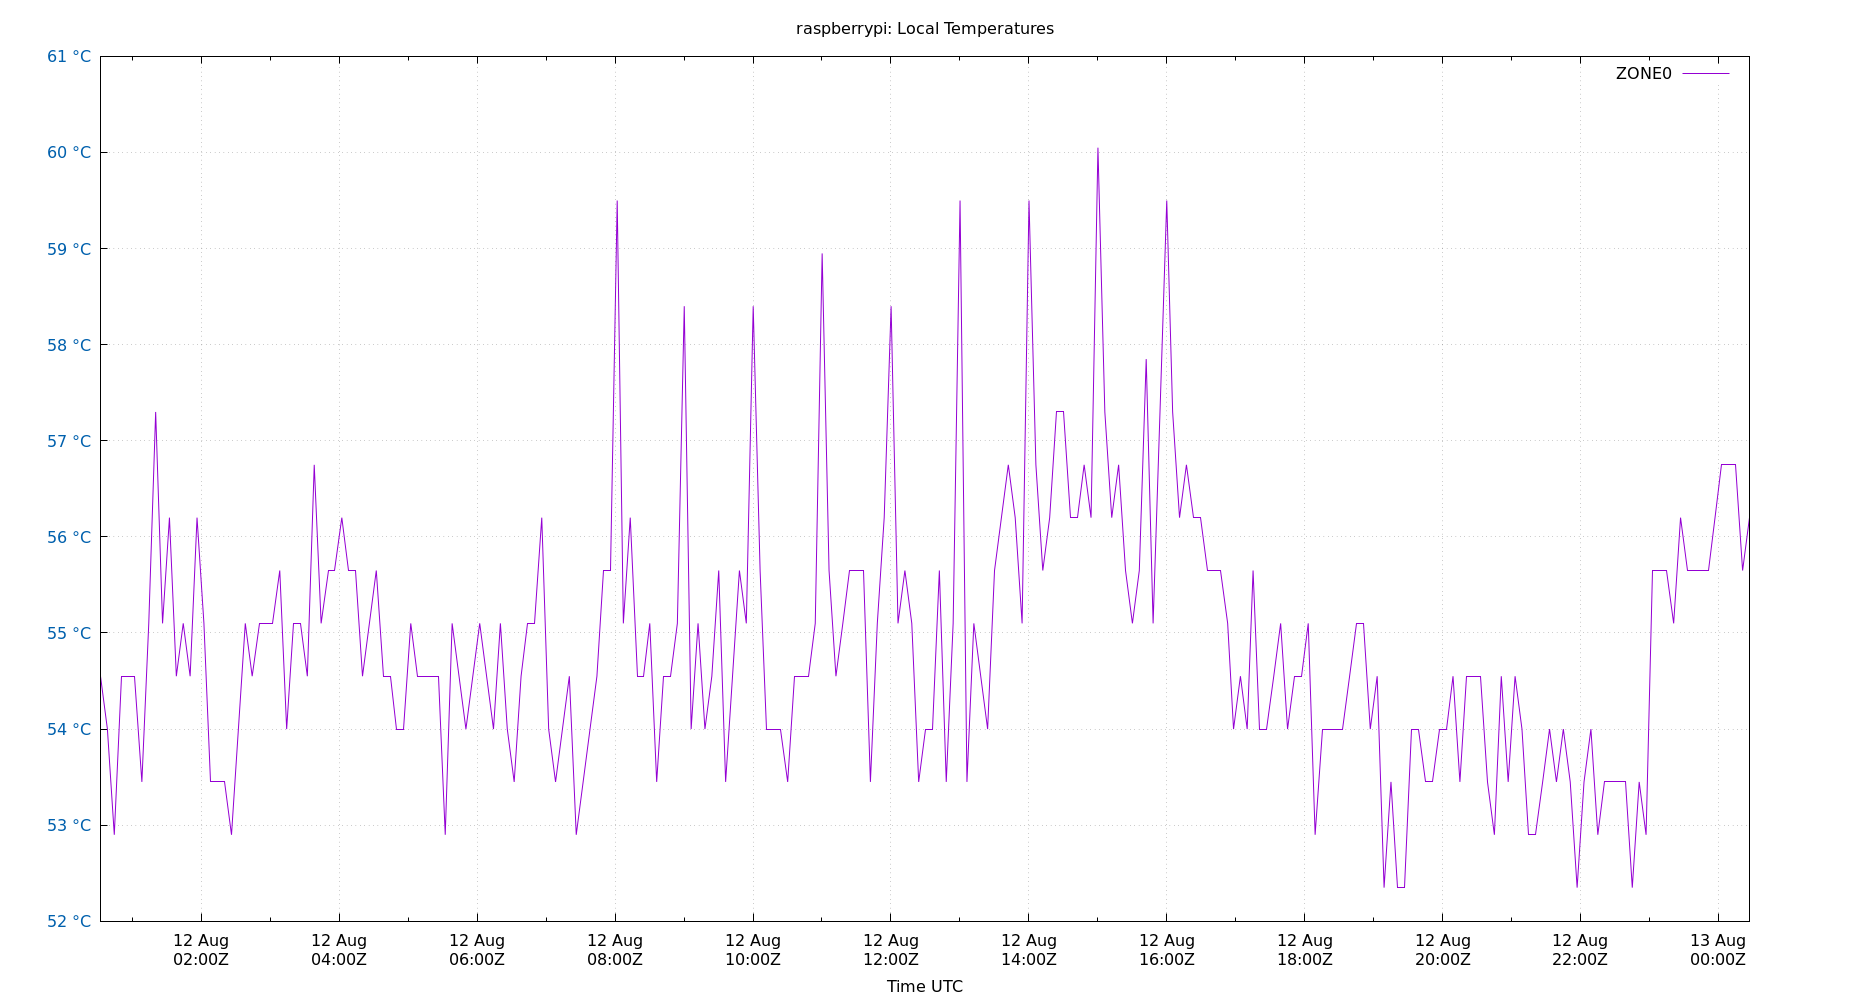 raspberrypi: Local Temperatures
61 °C
ZONE0
60 °C
59 °C
58 °C
57 °C
56 °C
55 °C
54 °C
53 °C
52 °C
12 Aug 12 Aug 12 Aug 12 Aug 12 Aug 12 Aug 12 Aug 12 Aug 12 Aug 12 Aug 12 Aug 13 Aug
02:00Z 04:00Z 06:00Z 08:00Z 10:00Z 12:00Z 14:00Z 16:00Z 18:00Z 20:00Z 22:00Z 00:00Z
Time UTC